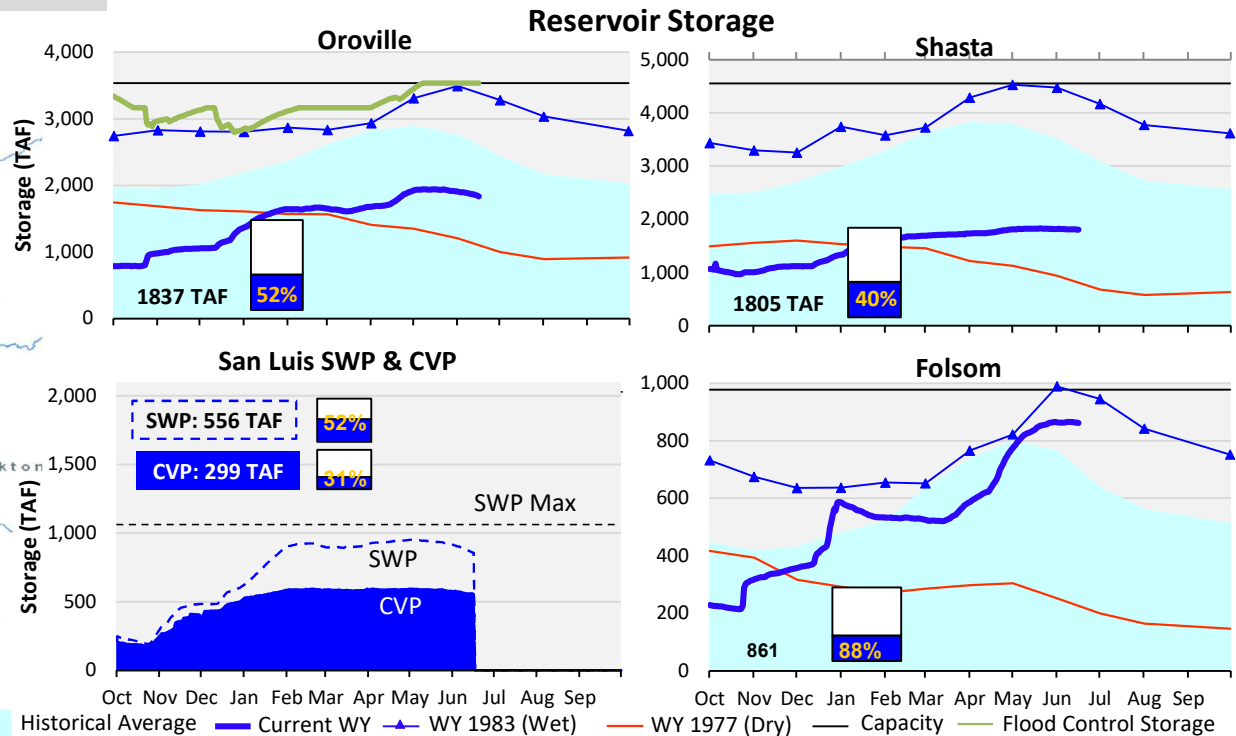 Reservoir Storage
Oroville
Storage (TAF)
4,000
3,000
2,000
1,000
0
1837 TAF
52%
Shasta
5,000
4,000
3,000
2,000
1,000
0
1805 TAF
40%
San Luis SWP & CVP
Storage (TAF)
2,000
1,500
1,000
500
0
SWP: 556 TAF
52%
CVP: 299 TAF
31%
SWP Max
SWP
CVP
Oct Nov Dec Jan Feb Mar Apr May Jun Jul Aug Sep
Folsom
1,000
800
600
400
200
0
861
88%
Oct Nov Dec Jan Feb Mar Apr May Jun Jul Aug Sep
kton
Historical Average Current WY WY 1983 (Wet) WY 1977 (Dry) Capacity Flood Control Storage